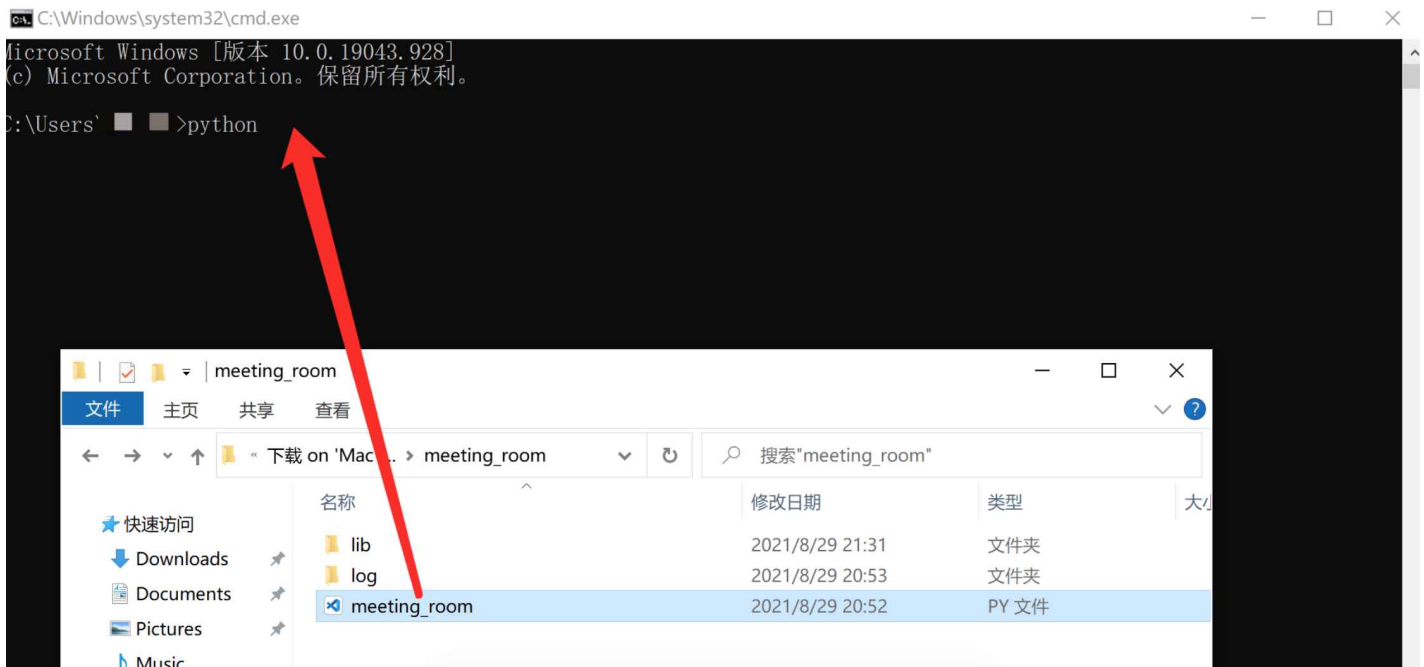 C:\Windows\system32\cmd.exe
Microsoft Windows [版本 10.0.19043.928]
(c) Microsoft Corporation。保留所有权利。
C:\Users\ >python
meeting_room
文件 主页 共享 查看
« 下载 on 'Mac ... > meeting_room 搜索"meeting_room"
名称 修改日期 类型 大小
快速访问
lib 2021/8/29 21:31 文件夹
Downloads
log 2021/8/29 20:53 文件夹
Documents
meeting_room 2021/8/29 20:52 PY 文件
Pictures
Music